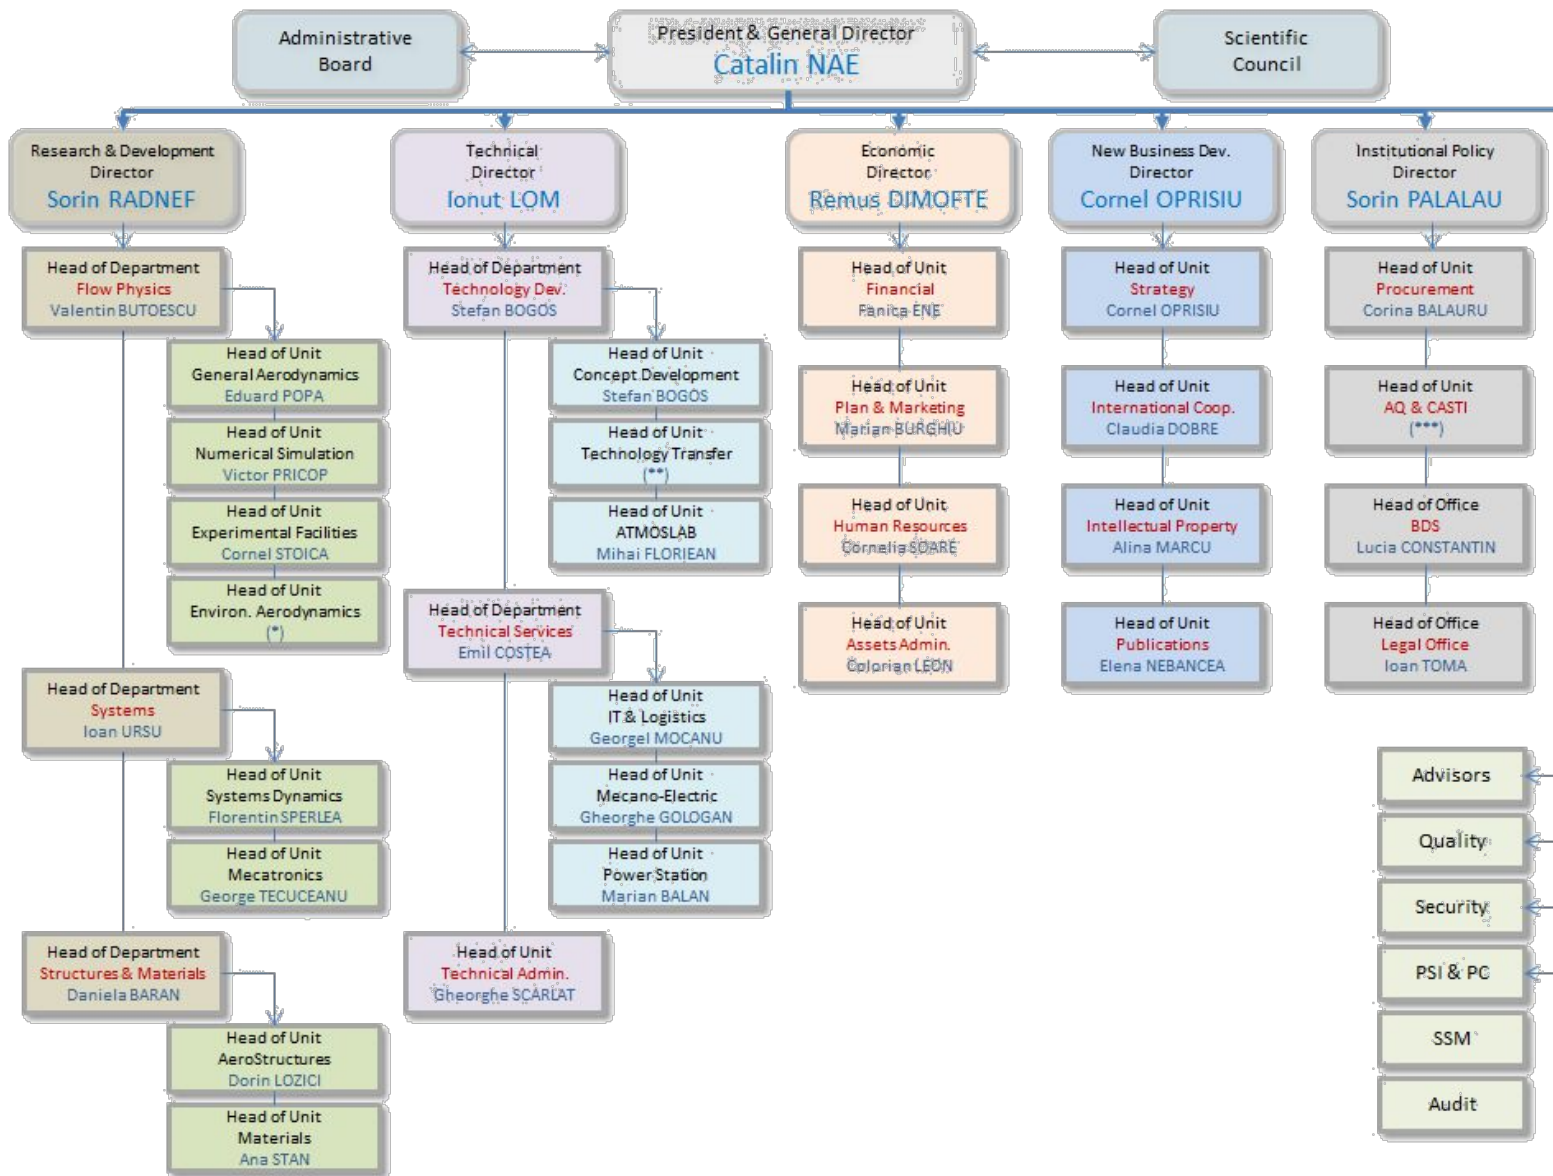 Administrative
Board
President & General Director
Catalin NAE
Scientific
Council
Research & Development
Director
Sorin RADNEF
Technical
Director
Ionut LOM
Economic
Director
Remus DIMOFTE
New Business Dev.
Director
Cornel OPRISIU
Institutional Policy
Director
Sorin PALALAU
Head of Department
Flow Physics
Valentin BUTOESCU
Head of Unit
General Aerodynamics
Eduard POPA
Head of Unit
Numerical Simulation
Victor PRICOP
Head of Unit
Experimental Facilities
Cornel STOICA
Head of Unit
Environ. Aerodynamics
(*)
Head of Department
Systems
Ioan URSU
Head of Unit
Systems Dynamics
Florentin SPERLEA
Head of Unit
Mecatronics
George TECUCEANU
Head of Department
Structures & Materials
Daniela BARAN
Head of Unit
AeroStructures
Dorin LOZICI
Head of Unit
Materials
Ana STAN
Head of Department
Technology Dev.
Stefan BOGOS
Head of Unit
Concept Development
Stefan BOGOS
Head of Unit
Technology Transfer
(**)
Head of Unit
ATMOSLAB
Mihai FLORIEAN
Head of Department
Technical Services
Emil COSTEA
Head of Unit
IT & Logistics
Georgel MOCANU
Head of Unit
Mecano-Electric
Gheorghe GOLOGAN
Head of Unit
Power Station
Marian BALAN
Head of Unit
Technical Admin.
Gheorghe SCARLAT
Head of Unit
Financial
Fanica ENE
Head of Unit
Plan & Marketing
Marian BURGHIU
Head of Unit
Human Resources
Cornelia SOARE
Head of Unit
Assets Admin.
Colorian LEON
Head of Unit
Strategy
Cornel OPRISIU
Head of Unit
International Coop.
Claudia DOBRE
Head of Unit
Intellectual Property
Alina MARCU
Head of Unit
Publications
Elena NEBANCEA
Head of Unit
Procurement
Corina BALAURU
Head of Unit
AQ & CASTI
(***)
Head of Office
BDS
Lucia CONSTANTIN
Head of Office
Legal Office
Ioan TOMA
Advisors
Quality
Security
PSI & PC
SSM
Audit